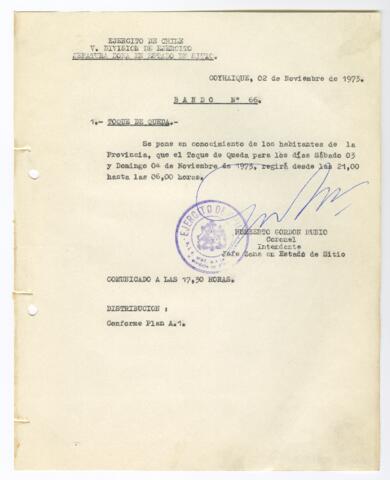 EJERCITO DE CHILE
V. DIVISION DE EJERCITO
JEFATURA ZONA EN ESTADO DE SITIO.
COYHAIQUE, 02 de Noviembre de 1973.
B A N D O Nº 66.
1.- TOQUE DE QUEDA.-
Se pone en conocimiento de los habitantes de la
Provincia, que el Toque de Queda para los días Sábado 03
y Domingo 04 de Noviembre de 1973, regirá desde las 21,00
hasta las 06,00 horas.
EJERCITO DE
HUMBERTO GORDON RUBIO
Coronel
Intendente
Jefe Zona en Estado de Sitio
COMUNICADO A LAS 17,30 HORAS.
DISTRIBUCION :
Conforme Plan A.1.